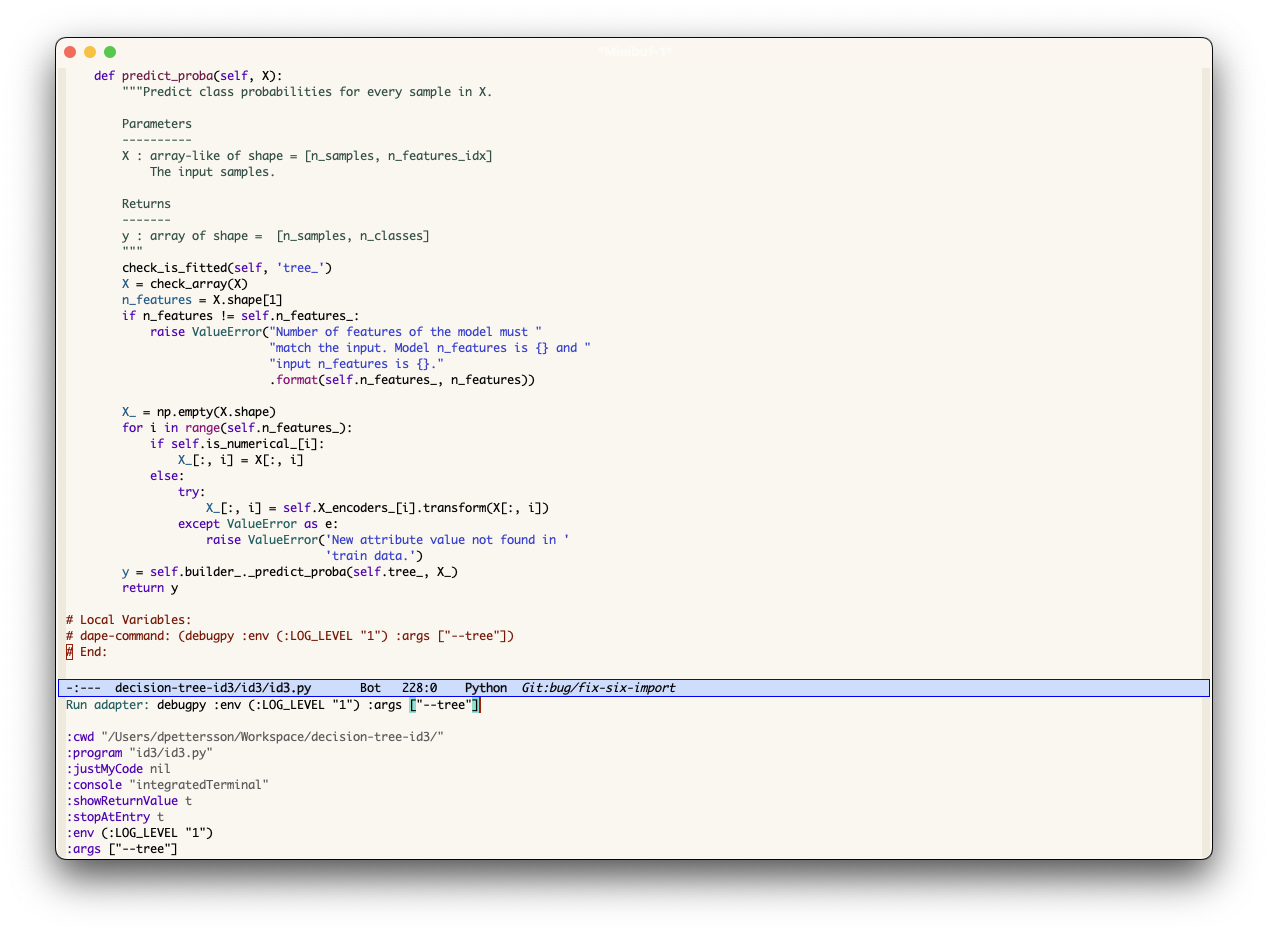 *Minibuf-1*
def predict_proba(self, X):
"""Predict class probabilities for every sample in X.
Parameters
----------
X : array-like of shape = [n_samples, n_features_idx]
The input samples.
Returns
-------
y : array of shape =  [n_samples, n_classes]
"""
check_is_fitted(self, 'tree_')
X = check_array(X)
n_features = X.shape[1]
if n_features != self.n_features_:
raise ValueError("Number of features of the model must "
"match the input. Model n_features is {} and "
"input n_features is {}."
.format(self.n_features_, n_features))
X_ = np.empty(X.shape)
for i in range(self.n_features_):
if self.is_numerical_[i]:
X_[:, i] = X[:, i]
else:
try:
X_[:, i] = self.X_encoders_[i].transform(X[:, i])
except ValueError as e:
raise ValueError('New attribute value not found in '
'train data.')
y = self.builder_._predict_proba(self.tree_, X_)
return y
# Local Variables:
# dape-command: (debugpy :env (:LOG_LEVEL "1") :args ["--tree"])
# End:
-:---  decision-tree-id3/id3/id3.py       Bot   228:0    Python  Git:bug/fix-six-import
Run adapter: debugpy :env (:LOG_LEVEL "1") :args ["--tree"]
:cwd "/Users/dpettersson/Workspace/decision-tree-id3/"
:program "id3/id3.py"
:justMyCode nil
:console "integratedTerminal"
:showReturnValue t
:stopAtEntry t
:env (:LOG_LEVEL "1")
:args ["--tree"]